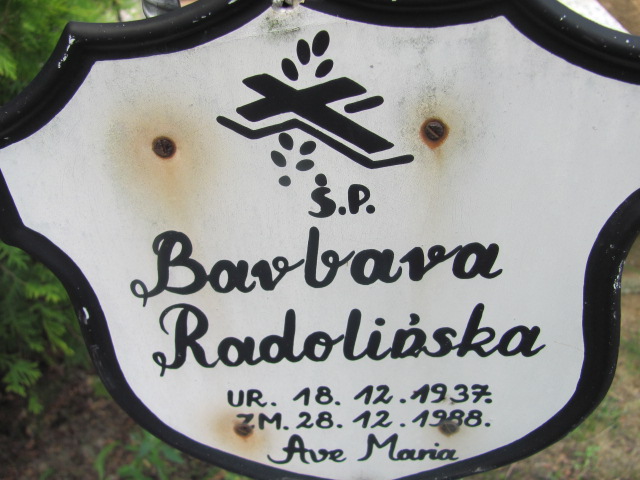 Ś.P.
Barbara
Radolińska
UR. 18.12.1937.
ZM. 28.12.1988.
Ave Maria